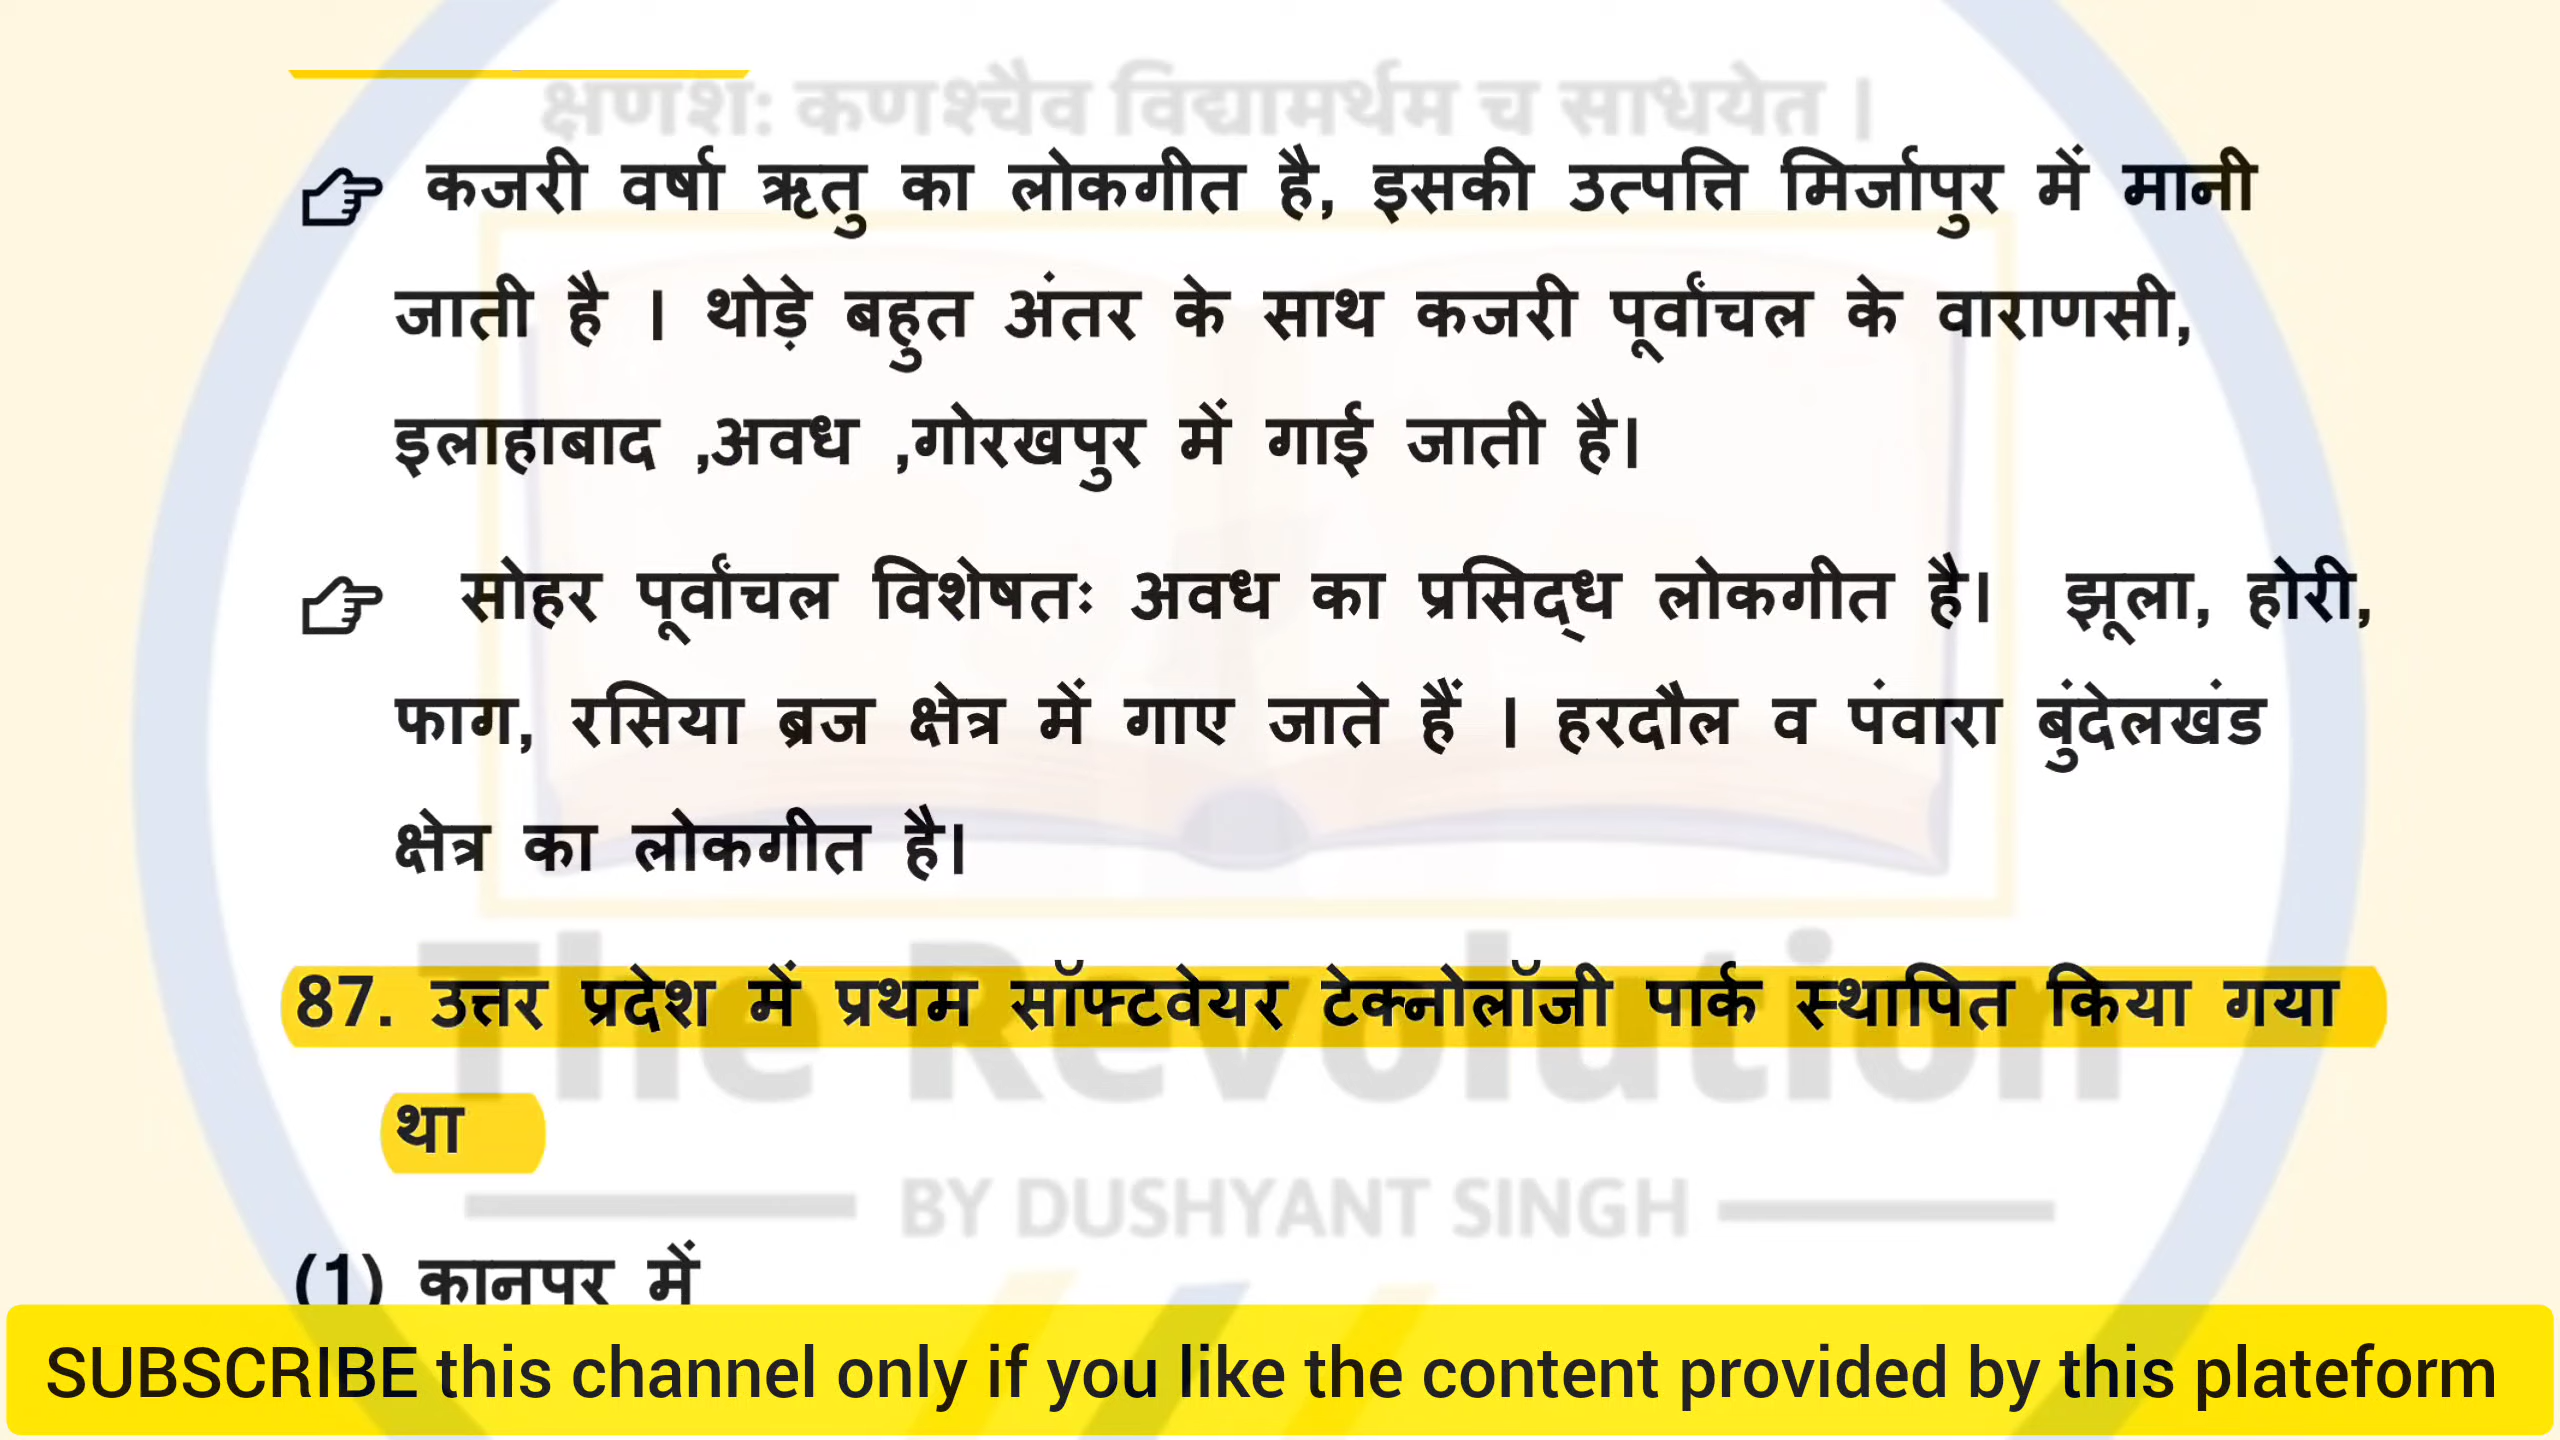 क्षणशः कणश्चैव विद्यामर्थम च साधयेत ।
कजरी वर्षा ऋतु का लोकगीत है, इसकी उत्पत्ति मिर्जापुर में मानी
जाती है । थोड़े बहुत अंतर के साथ कजरी पूर्वांचल के वाराणसी,
इलाहाबाद ,अवध ,गोरखपुर में गाई जाती है।
सोहर पूर्वांचल विशेषतः अवध का प्रसिद्ध लोकगीत है। झूला, होरी,
फाग, रसिया ब्रज क्षेत्र में गाए जाते हैं । हरदौल व पंवारा बुंदेलखंड
क्षेत्र का लोकगीत है।
The Revolution
87. उत्तर प्रदेश में प्रथम सॉफ्टवेयर टेक्नोलॉजी पार्क स्थापित किया गया
था
BY DUSHYANT SINGH
(1) कानपुर में
SUBSCRIBE this channel only if you like the content provided by this plateform